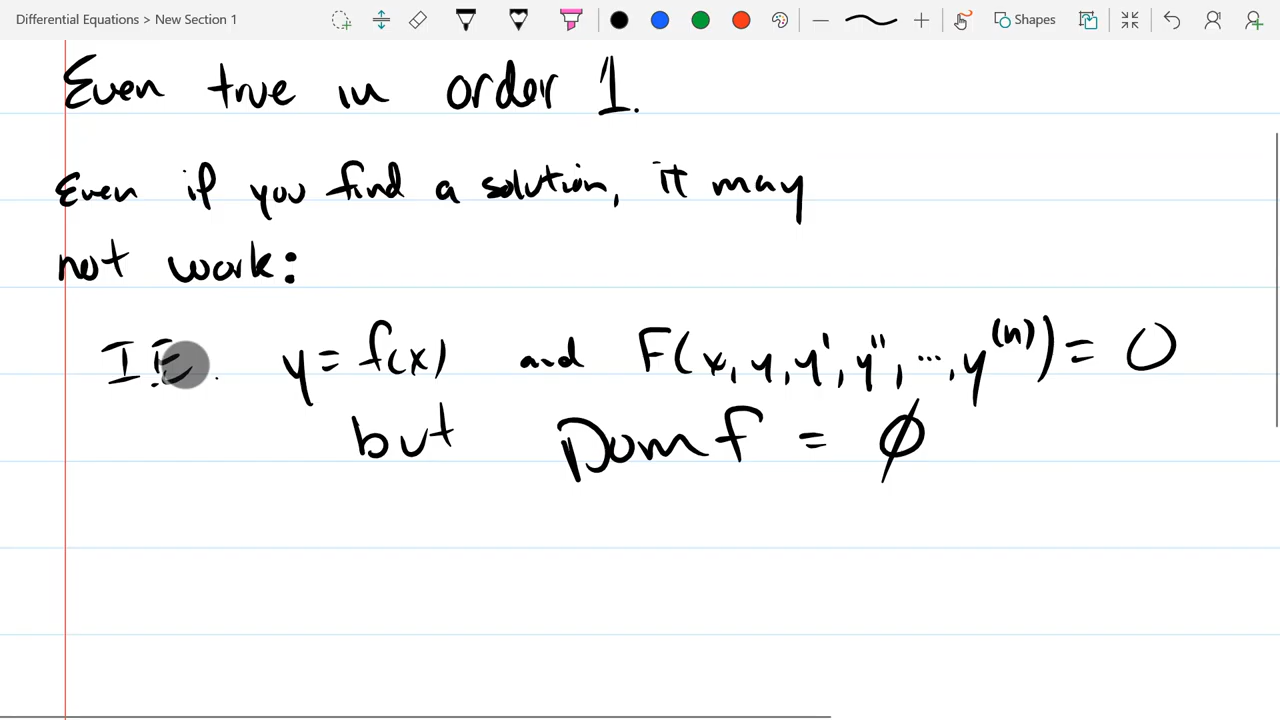 Differential Equations > New Section 1
Shapes
Even true in order 1.
Even if you find a solution, it may
not work:
IE. y = f(x) and F(x, y, y', y'', ..., y^(n)) = 0
but Dom f = ∅